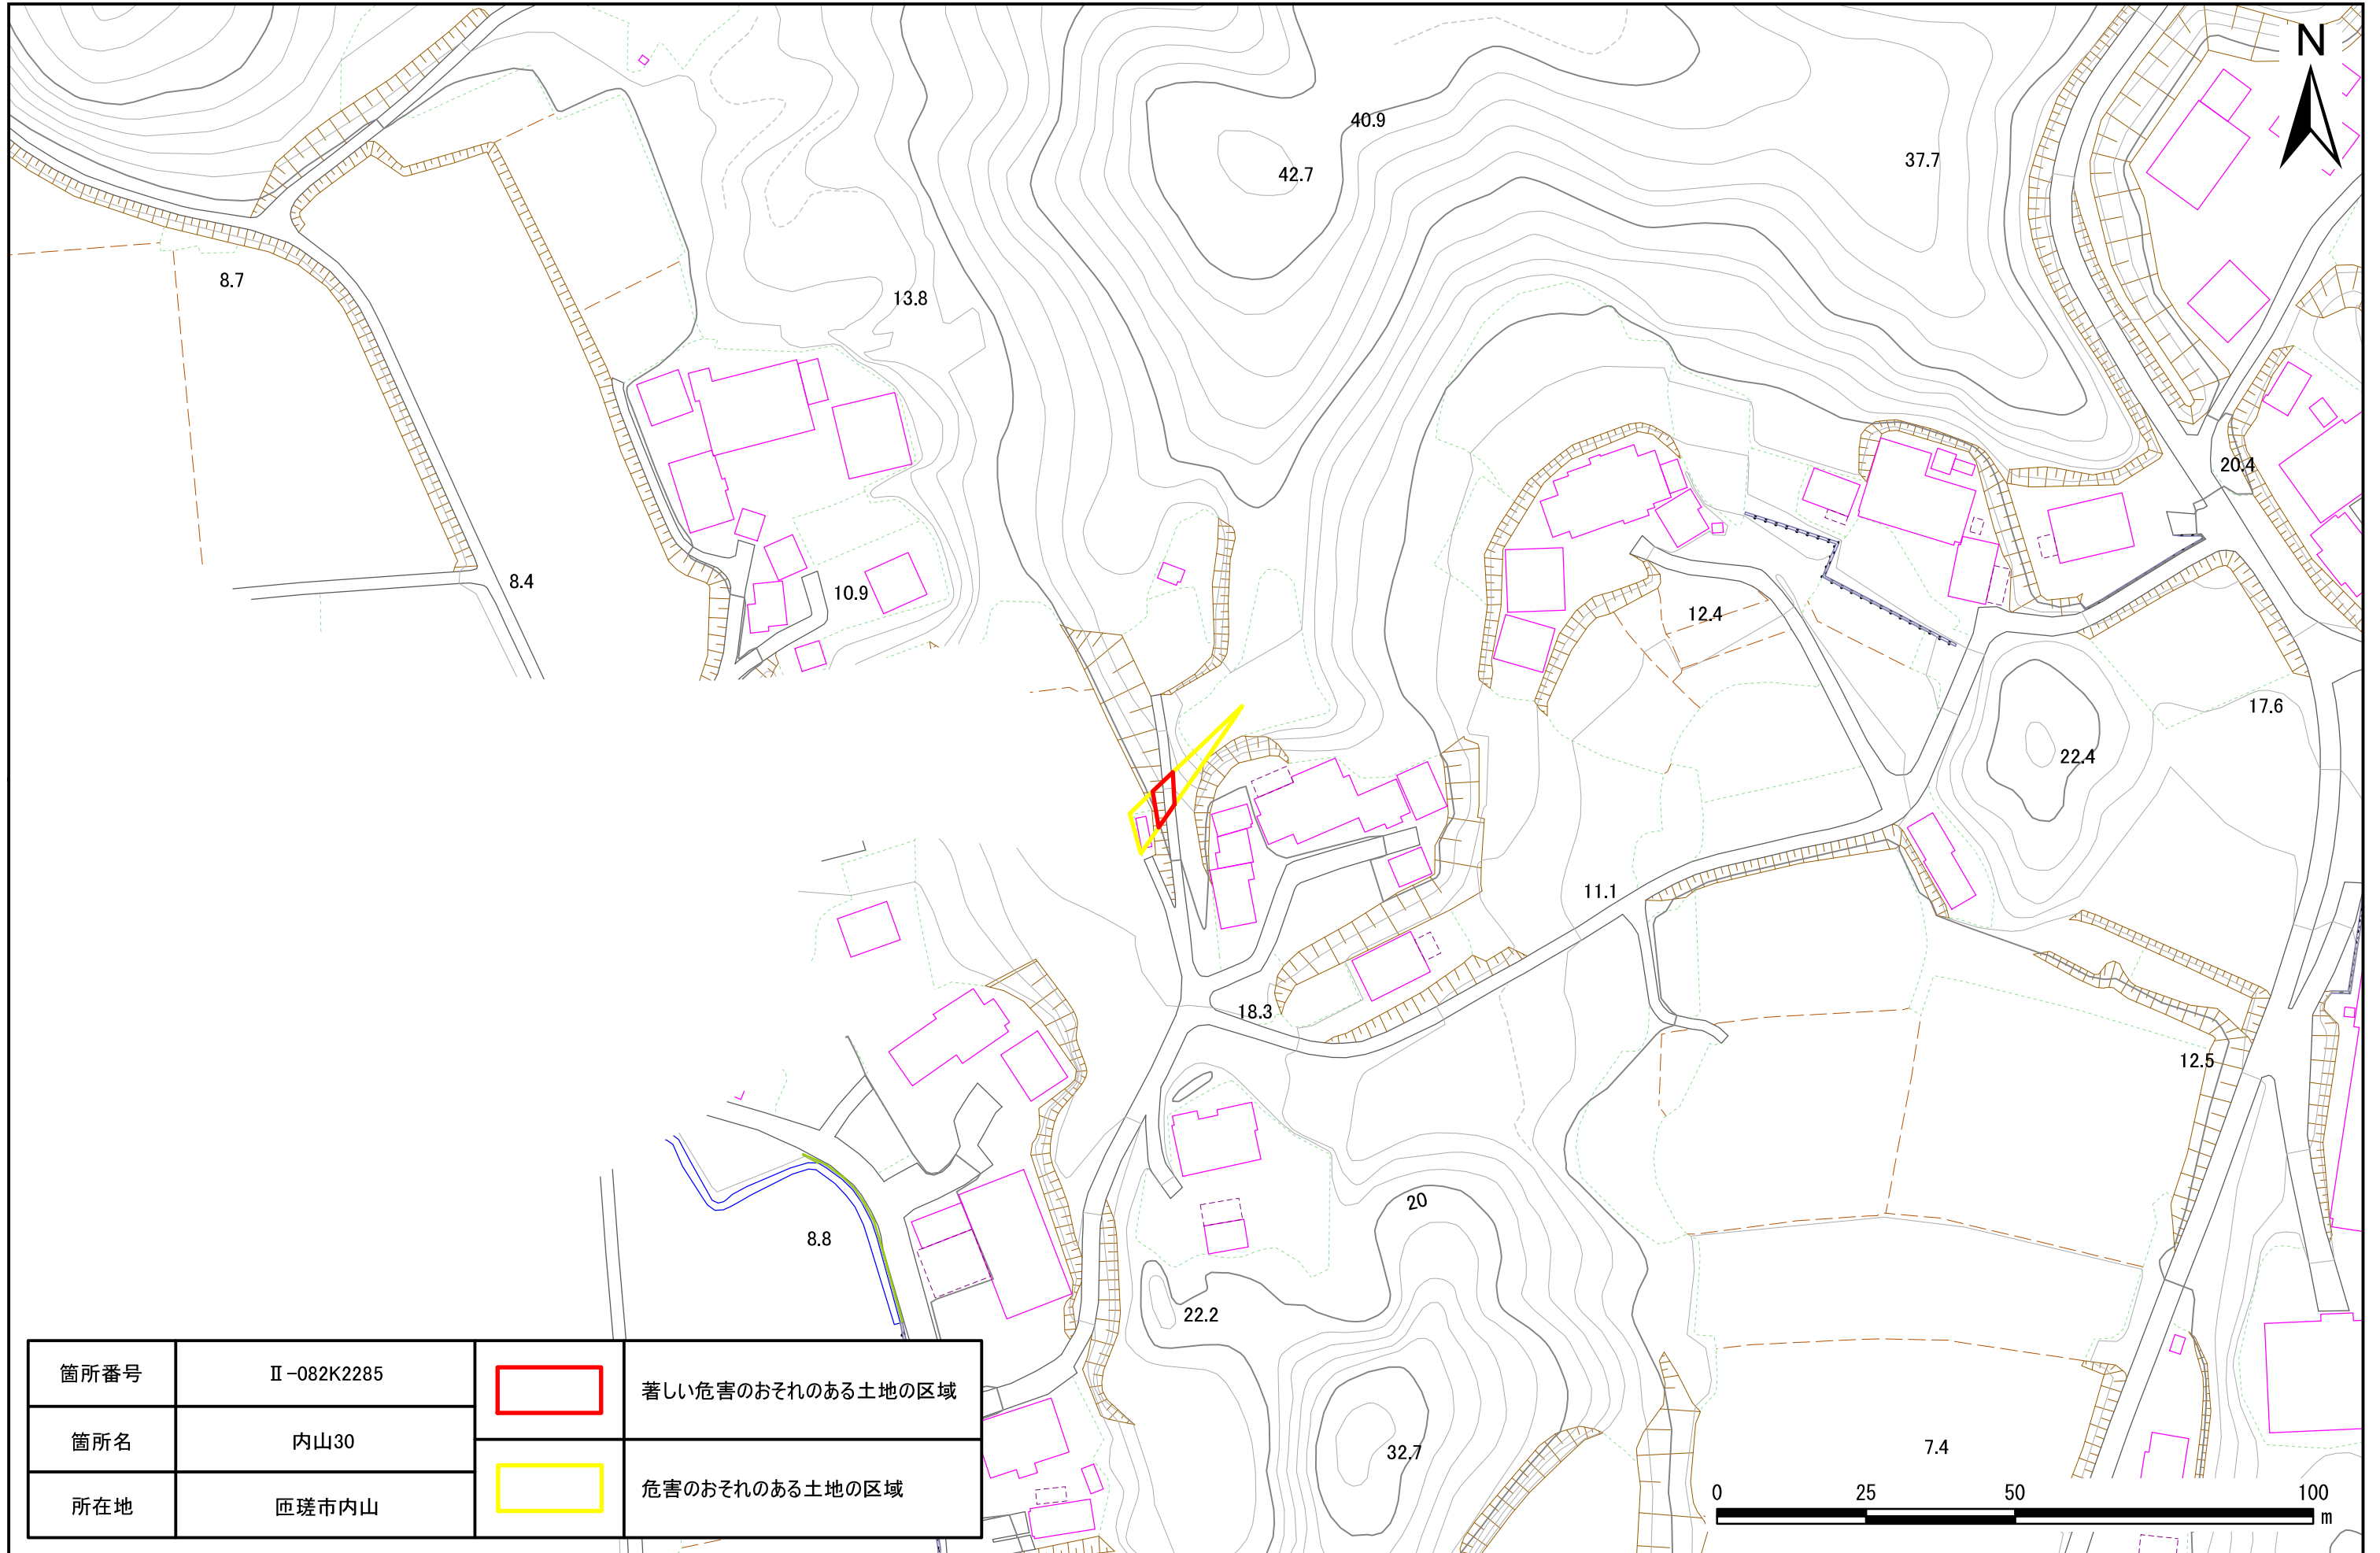 N
40.9
42.7
37.7
8.7
13.8
20.4
8.4
10.9
12.4
17.6
22.4
11.1
18.3
12.5
20
8.8
22.2
32.7
7.4
箇所番号 Ⅱ-082K2285
著しい危害のおそれのある土地の区域
箇所名 内山30
危害のおそれのある土地の区域
所在地 匝瑳市内山
0 25 50 100
m